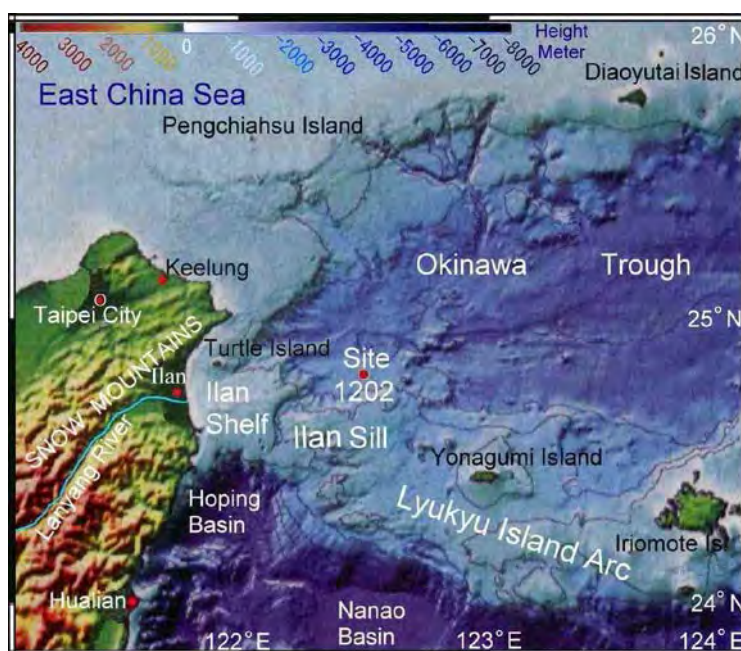 4000
3000
2000
1000
0
-1000
-2000
-3000
-4000
-5000
-6000
-7000
-8000
Height
Meter
26° N
Diaoyutai Island
East China Sea
Pengchiahsu Island
Keelung
Okinawa Trough
Taipei City
25° N
Turtle Island
Site
1202
SNOW MOUNTAINS
Ilan
Ilan
Shelf
Ilan Sill
Lanyang River
Yonagumi Island
Hoping
Basin
Lyukyu Island Arc
Iriomote Isl
Hualian
Nanao
Basin
24° N
122° E
123° E
124° E